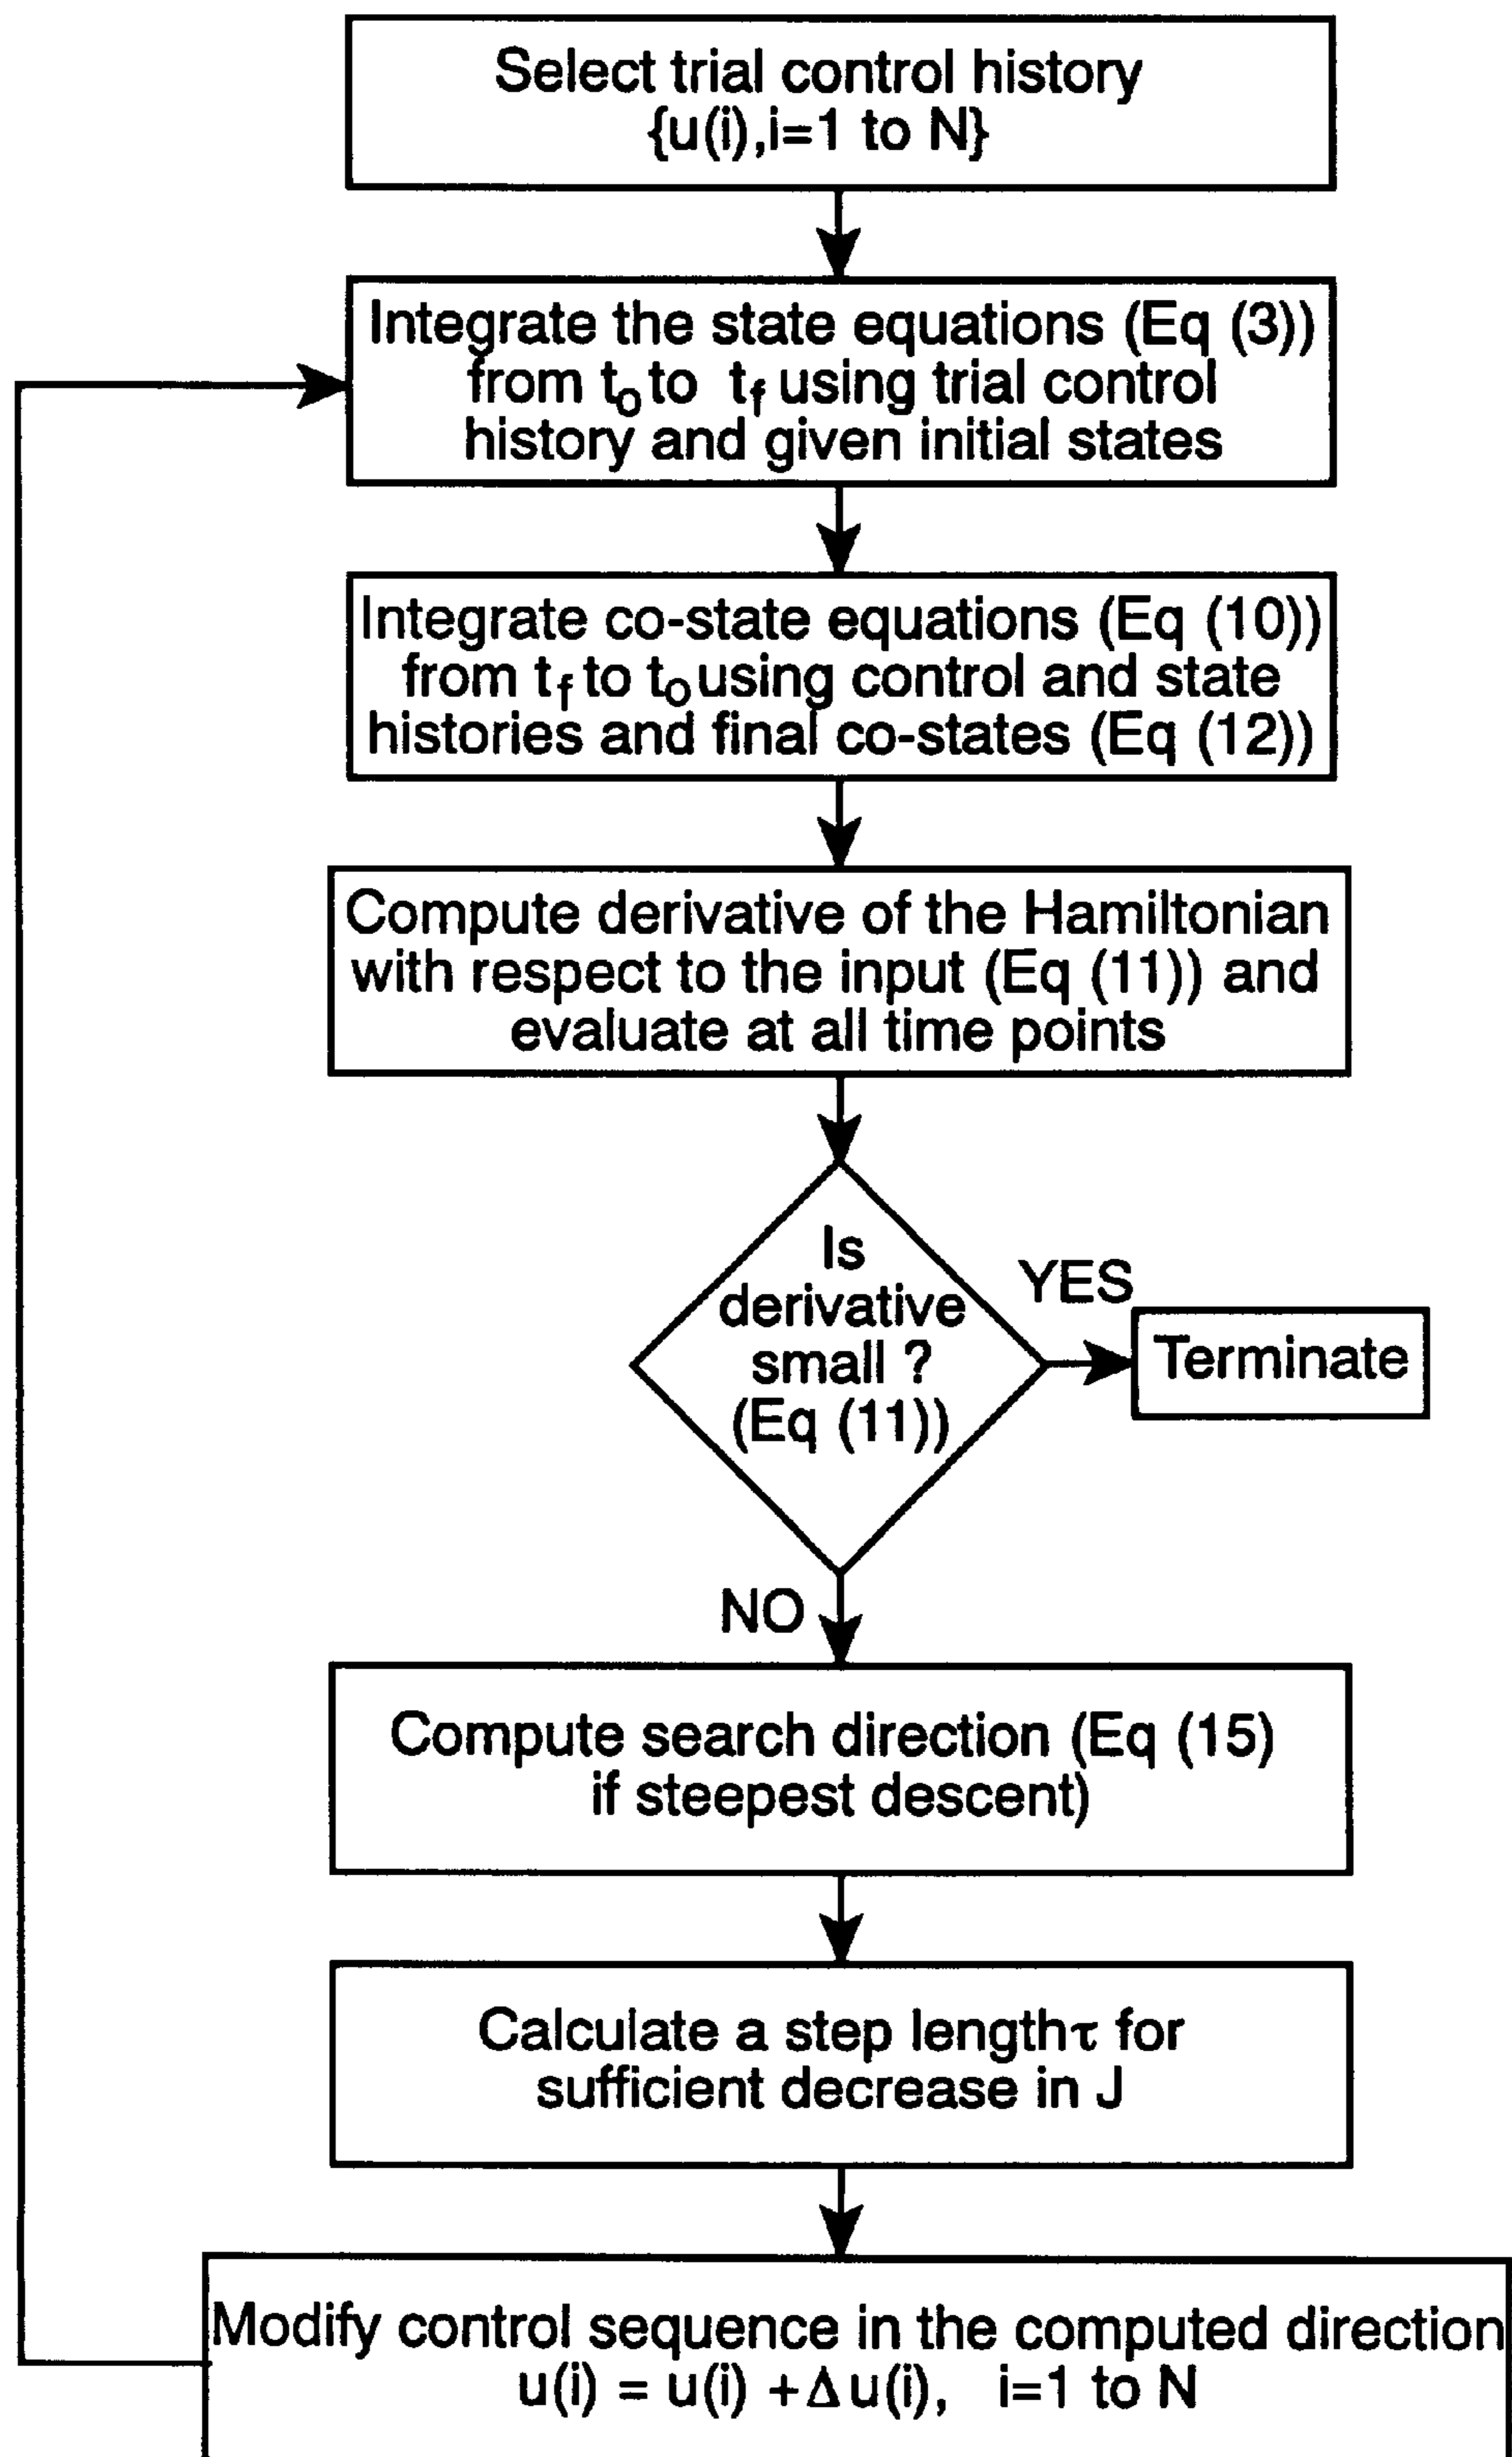 Select trial control history
{u(i),i=1 to N}
Integrate the state equations (Eq (3))
from t₀ to t_f using trial control
history and given initial states
Integrate co-state equations (Eq (10))
from t_f to t₀ using control and state
histories and final co-states (Eq (12))
Compute derivative of the Hamiltonian
with respect to the input (Eq (11)) and
evaluate at all time points
Is
derivative
small ?
(Eq (11))
YES
Terminate
NO
Compute search direction (Eq (15)
if steepest descent)
Calculate a step length τ for
sufficient decrease in J
Modify control sequence in the computed direction
u(i) = u(i) + Δ u(i), i=1 to N